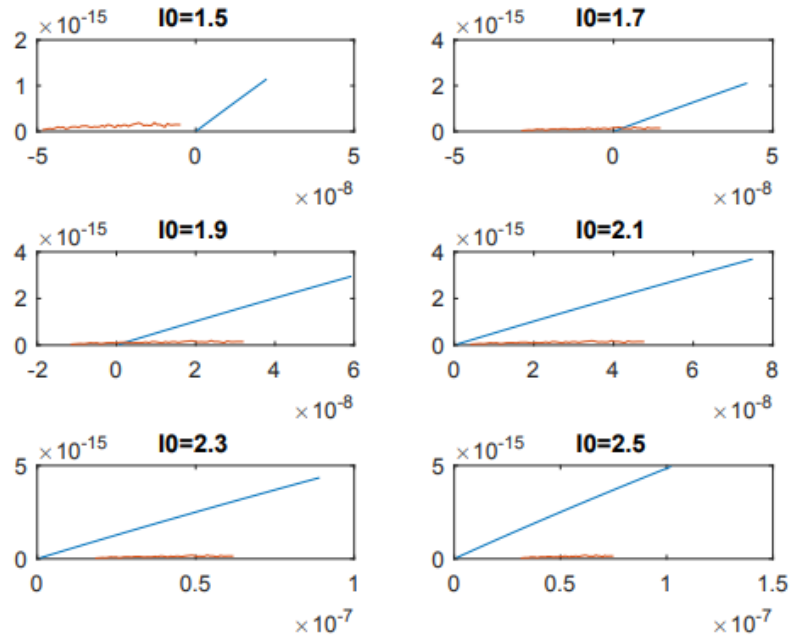 ×10^-15
I0=1.5
2
1
0
-5 0 5
×10^-8
×10^-15
I0=1.7
4
2
0
-5 0 5
×10^-8
×10^-15
I0=1.9
4
2
0
-2 0 2 4 6
×10^-8
×10^-15
I0=2.1
4
2
0
0 2 4 6 8
×10^-8
×10^-15
I0=2.3
5
0
0 0.5 1
×10^-7
×10^-15
I0=2.5
5
0
0 0.5 1 1.5
×10^-7